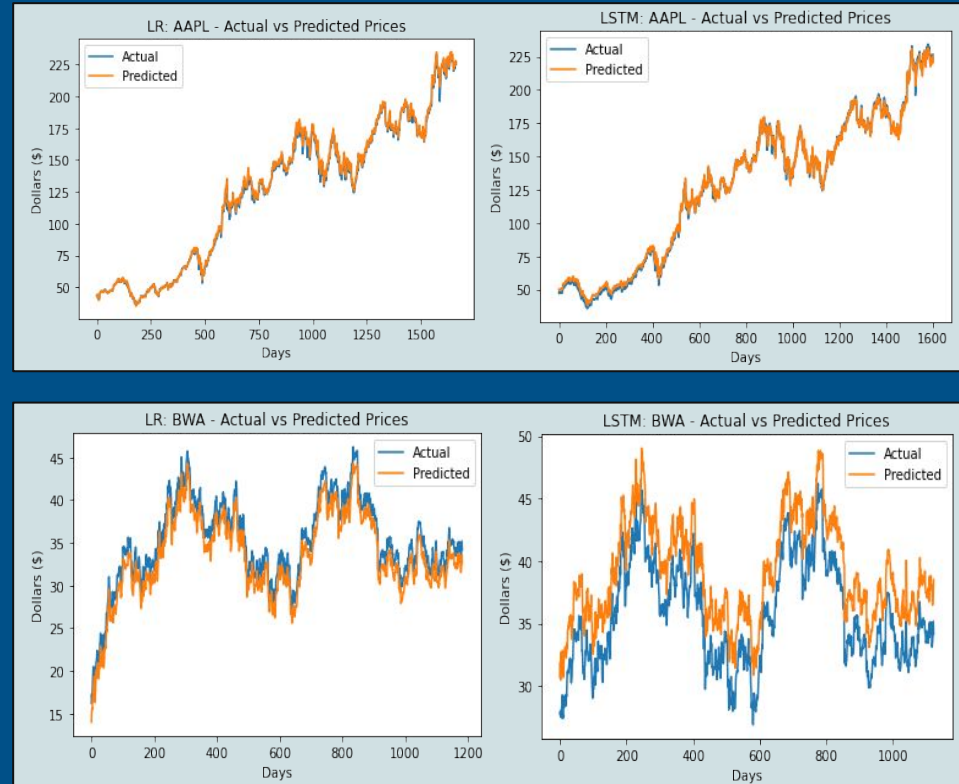 LR: AAPL - Actual vs Predicted Prices
Actual
Predicted
225
200
175
150
125
100
75
50
Dollars ($)
0 250 500 750 1000 1250 1500
Days
LSTM: AAPL - Actual vs Predicted Prices
Actual
Predicted
225
200
175
150
125
100
75
50
Dollars ($)
0 200 400 600 800 1000 1200 1400 1600
Days
LR: BWA - Actual vs Predicted Prices
Actual
Predicted
45
40
35
30
25
20
15
Dollars ($)
0 200 400 600 800 1000 1200
Days
LSTM: BWA - Actual vs Predicted Prices
Actual
Predicted
50
45
40
35
30
Dollars ($)
0 200 400 600 800 1000
Days